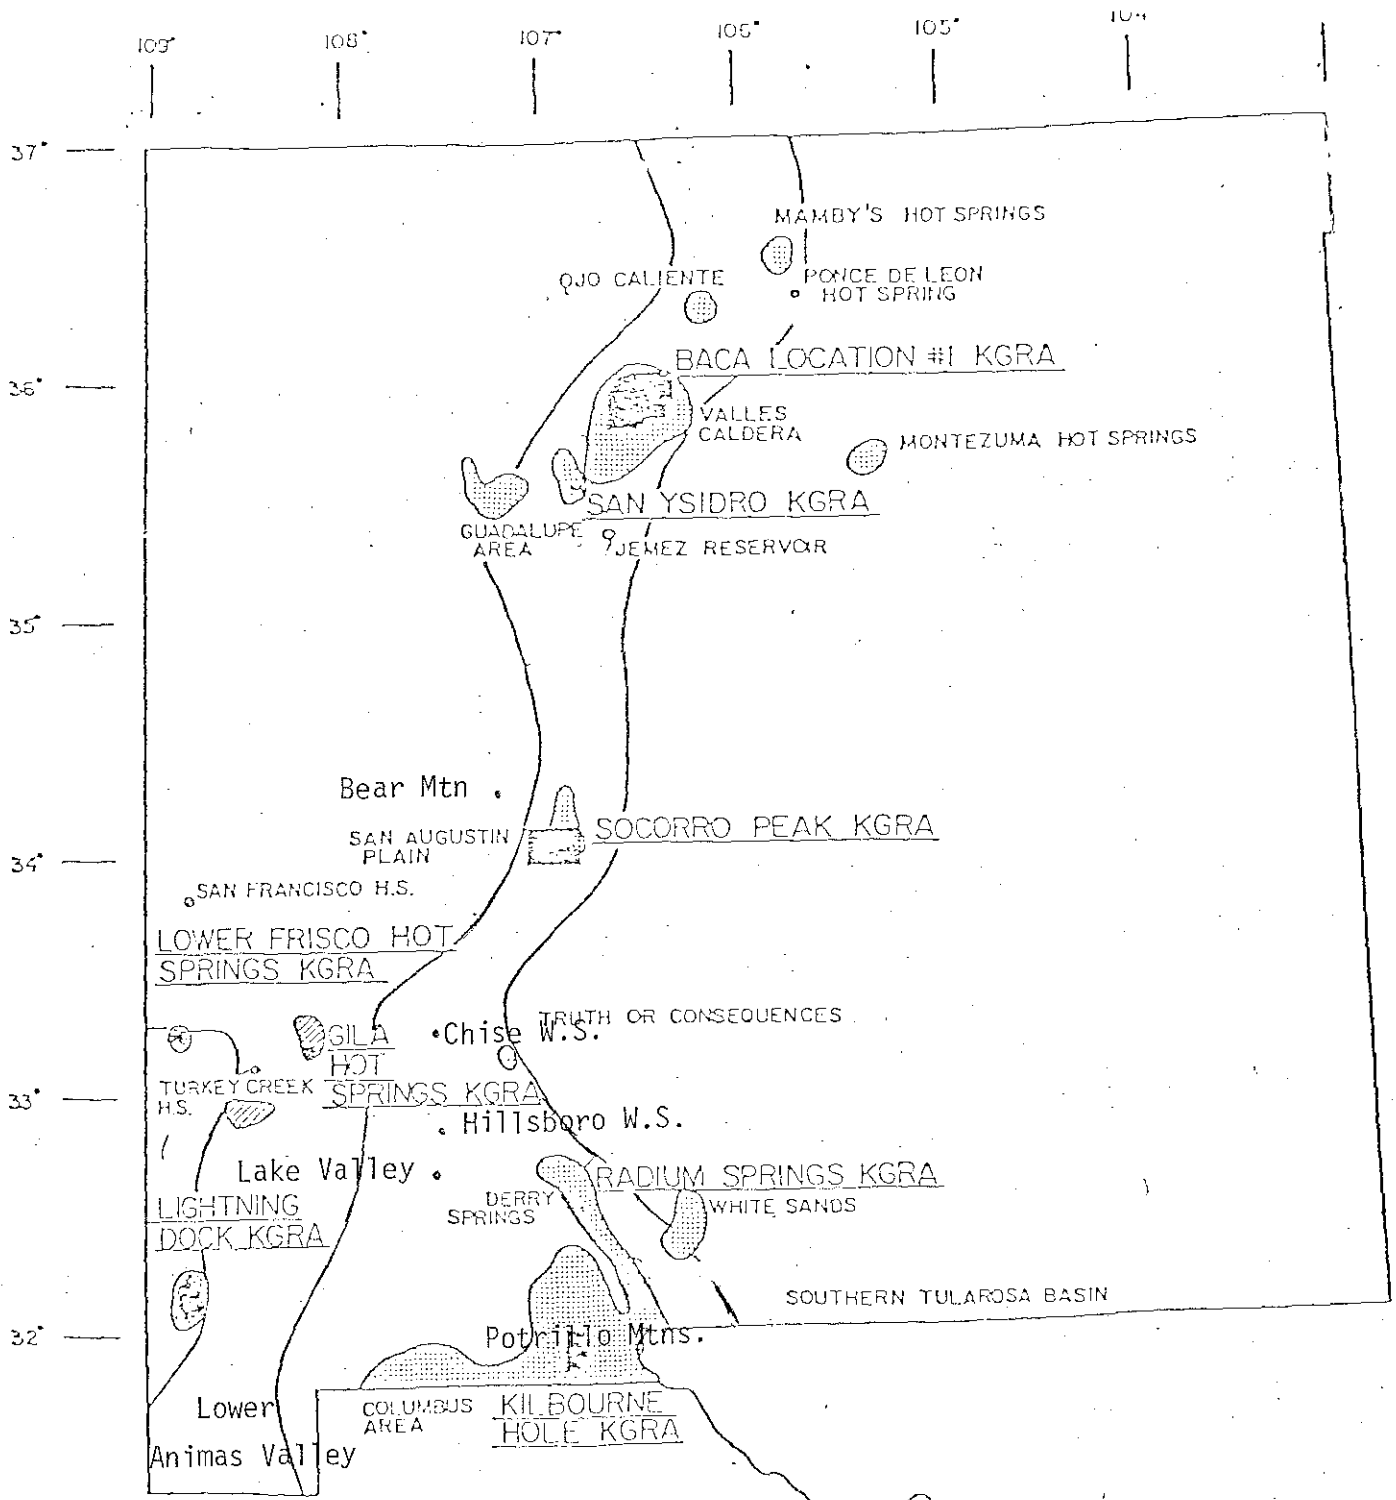 109°
108°
107°
106°
105°
104
37°
MAMBY'S HOT SPRINGS
OJO CALIENTE
PONCE DE LEON
HOT SPRING
BACA LOCATION #1 KGRA
36°
VALLES
CALDERA
MONTEZUMA HOT SPRINGS
SAN YSIDRO KGRA
GUADALUPE
AREA
JEMEZ RESERVOIR
35°
Bear Mtn
SAN AUGUSTIN
PLAIN
SOCORRO PEAK KGRA
34°
SAN FRANCISCO H.S.
LOWER FRISCO HOT
SPRINGS KGRA
TRUTH OR CONSEQUENCES
Chise W.S.
GILA
HOT
SPRINGS KGRA
TURKEY CREEK
H.S.
33°
Hillsboro W.S.
Lake Valley
RADIUM SPRINGS KGRA
DERRY
SPRINGS
WHITE SANDS
LIGHTNING
DOCK KGRA
SOUTHERN TULAROSA BASIN
32°
Potrillo Mtns.
Lower
Animas Valley
COLUMBUS
AREA
KILBOURNE
HOLE KGRA